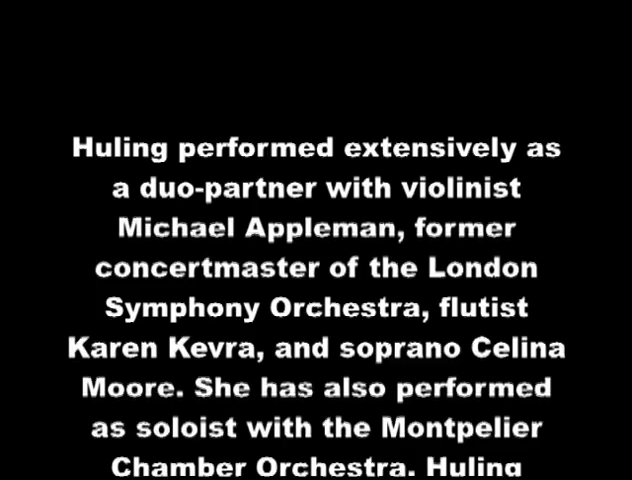 Huling performed extensively as
a duo-partner with violinist
Michael Appleman, former
concertmaster of the London
Symphony Orchestra, flutist
Karen Kevra, and soprano Celina
Moore. She has also performed
as soloist with the Montpelier
Chamber Orchestra. Huling